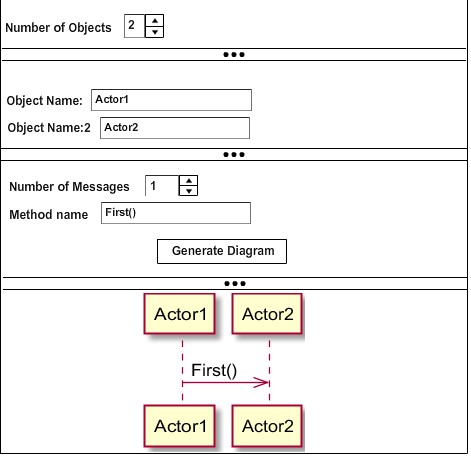 Number of Objects 2
Object Name: Actor1
Object Name:2 Actor2
Number of Messages 1
Method name First()
Generate Diagram
Actor1 Actor2
First()
Actor1 Actor2